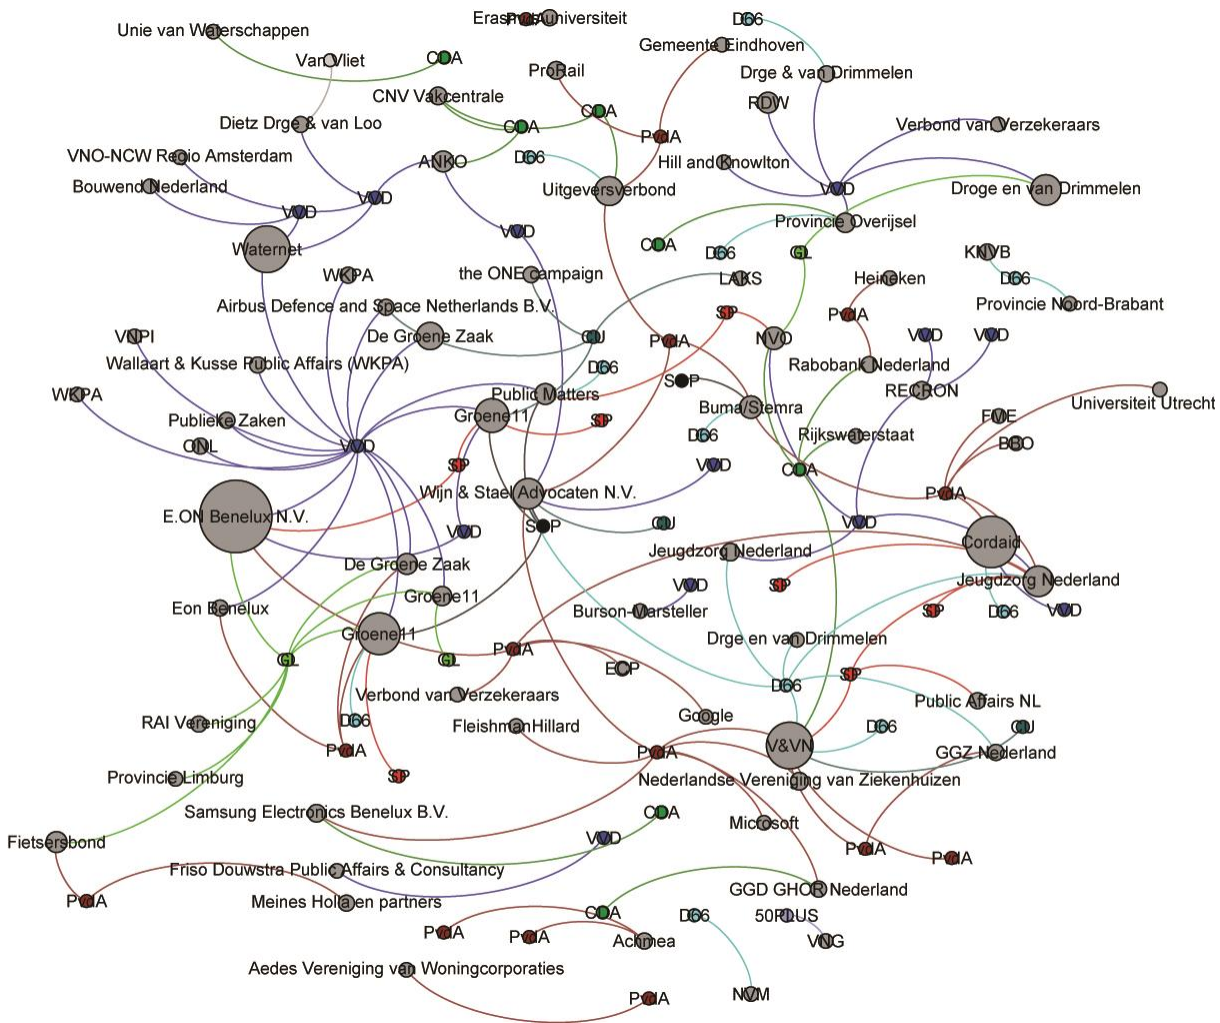 Erasmus universiteit
PvdA
D66
Unie van Waterschappen
Gemeente Eindhoven
CDA
Van Vliet
ProRail
Drge & van Drimmelen
CNV Vakcentrale
RDW
CDA
Dietz Drge & van Loo
CDA
PvdA
Verbond van Verzekeraars
VNO-NCW Regio Amsterdam
D66
ANKO
Hill and Knowlton
Bouwend Nederland
Uitgeversverbond
VVD
Droge en van Drimmelen
VVD
VVD
Provincie Overijsel
VVD
Waternet
CDA
D66
GL
KNVB
WKPA
the ONE campaign
LAKS
Heineken
D66
Airbus Defence and Space Netherlands B.V.
Provincie Noord-Brabant
SP
PvdA
VNPI
De Groene Zaak
CU
PvdA
NVO
VVD
VVD
Wallaart & Kusse Public Affairs (WKPA)
D66
Rabobank Nederland
SGP
RECRON
WKPA
Public Matters
Universiteit Utrecht
Groene11
Buma/Stemra
Publieke Zaken
SP
FME
D66
Rijkswaterstaat
ONL
VVD
BBO
SP
VVD
CDA
Wijn & Stael Advocaten N.V.
PvdA
E.ON Benelux N.V.
SGP
CU
VVD
VVD
Cordaid
Jeugdzorg Nederland
De Groene Zaak
VVD
SP
Jeugdzorg Nederland
Groene11
Eon Benelux
Burson-Marsteller
SP
D66
VVD
Groene11
Drge en van Drimmelen
GL
GL
PvdA
ECP
SP
D66
Verbond van Verzekeraars
Public Affairs NL
RAI Vereniging
D66
FleishmanHillard
Google
D66
CU
PvdA
PvdA
V&VN
GGZ Nederland
Provincie Limburg
SP
Nederlandse Vereniging van Ziekenhuizen
Samsung Electronics Benelux B.V.
CDA
Microsoft
Fietsersbond
VVD
PvdA
PvdA
Friso Douwstra Public Affairs & Consultancy
GGD GHOR Nederland
PvdA
Meines Holla en partners
CDA
D66
50PLUS
PvdA
PvdA
Achmea
VNG
Aedes Vereniging van Woningcorporaties
PvdA
NVM